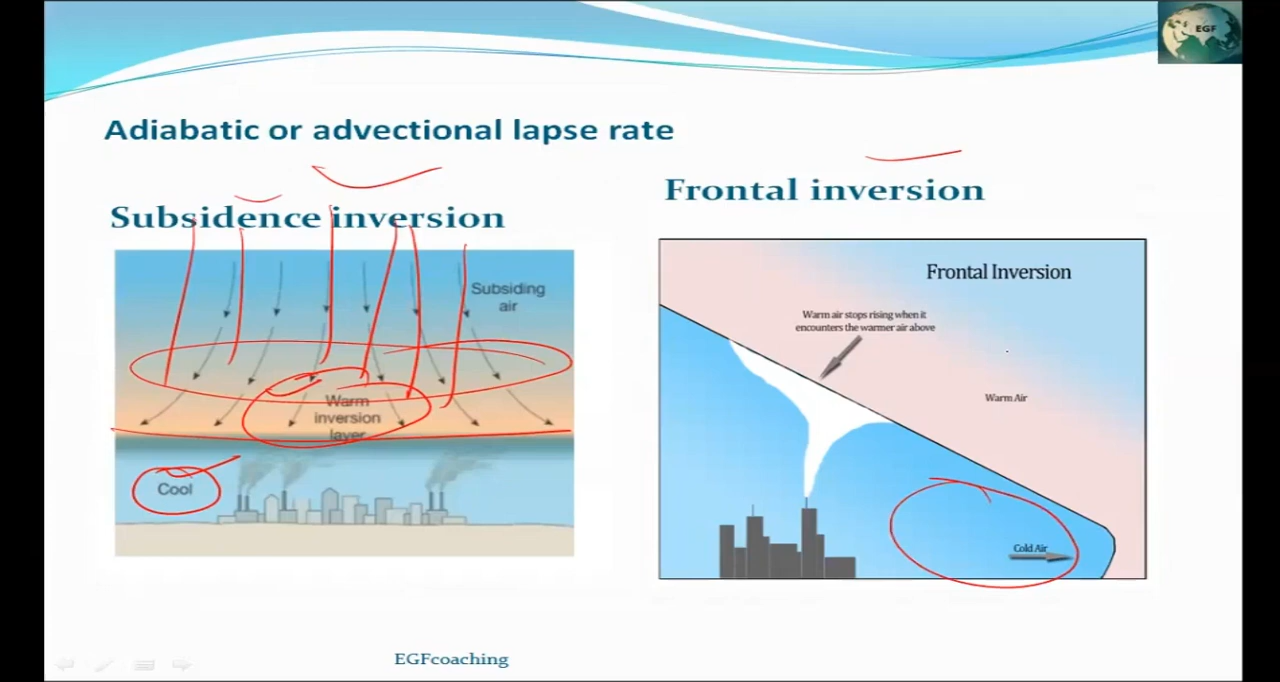 EGF
Adiabatic or advectional lapse rate
Subsidence inversion
Frontal inversion
Subsiding
air
Warm
inversion
layer
Cool
Frontal Inversion
Warm air stops rising when it
encounters the warmer air above
Warm Air
Cold Air
EGFcoaching